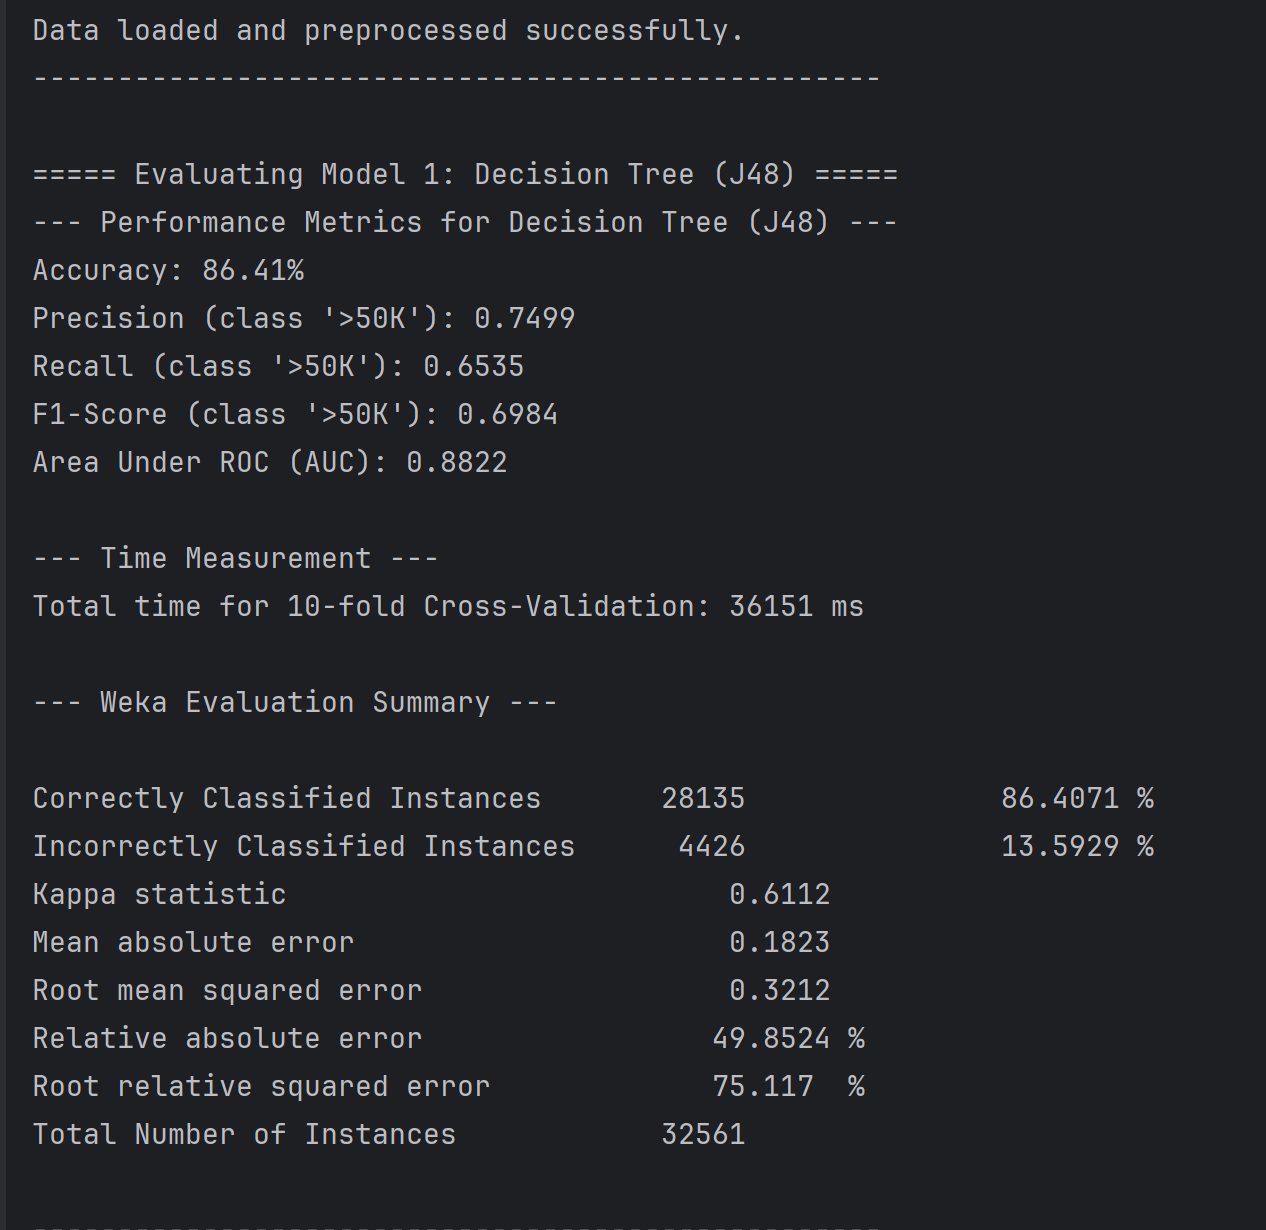 Data loaded and preprocessed successfully.
--------------------------------------------------
===== Evaluating Model 1: Decision Tree (J48) =====
--- Performance Metrics for Decision Tree (J48) ---
Accuracy: 86.41%
Precision (class '>50K'): 0.7499
Recall (class '>50K'): 0.6535
F1-Score (class '>50K'): 0.6984
Area Under ROC (AUC): 0.8822
--- Time Measurement ---
Total time for 10-fold Cross-Validation: 36151 ms
--- Weka Evaluation Summary ---
Correctly Classified Instances       28135               86.4071 %
Incorrectly Classified Instances      4426               13.5929 %
Kappa statistic                          0.6112
Mean absolute error                      0.1823
Root mean squared error                  0.3212
Relative absolute error                 49.8524 %
Root relative squared error             75.117  %
Total Number of Instances            32561
--------------------------------------------------